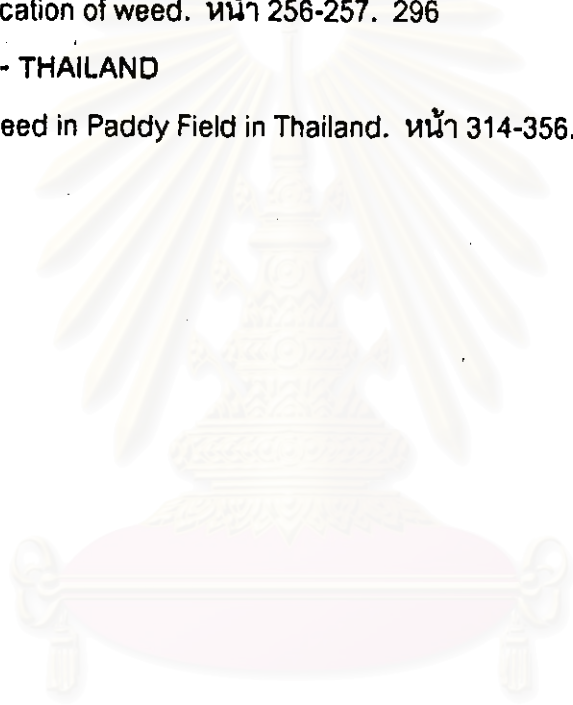 cation of weed. หน้า 256-257. 296
- THAILAND
eed in Paddy Field in Thailand. หน้า 314-356.